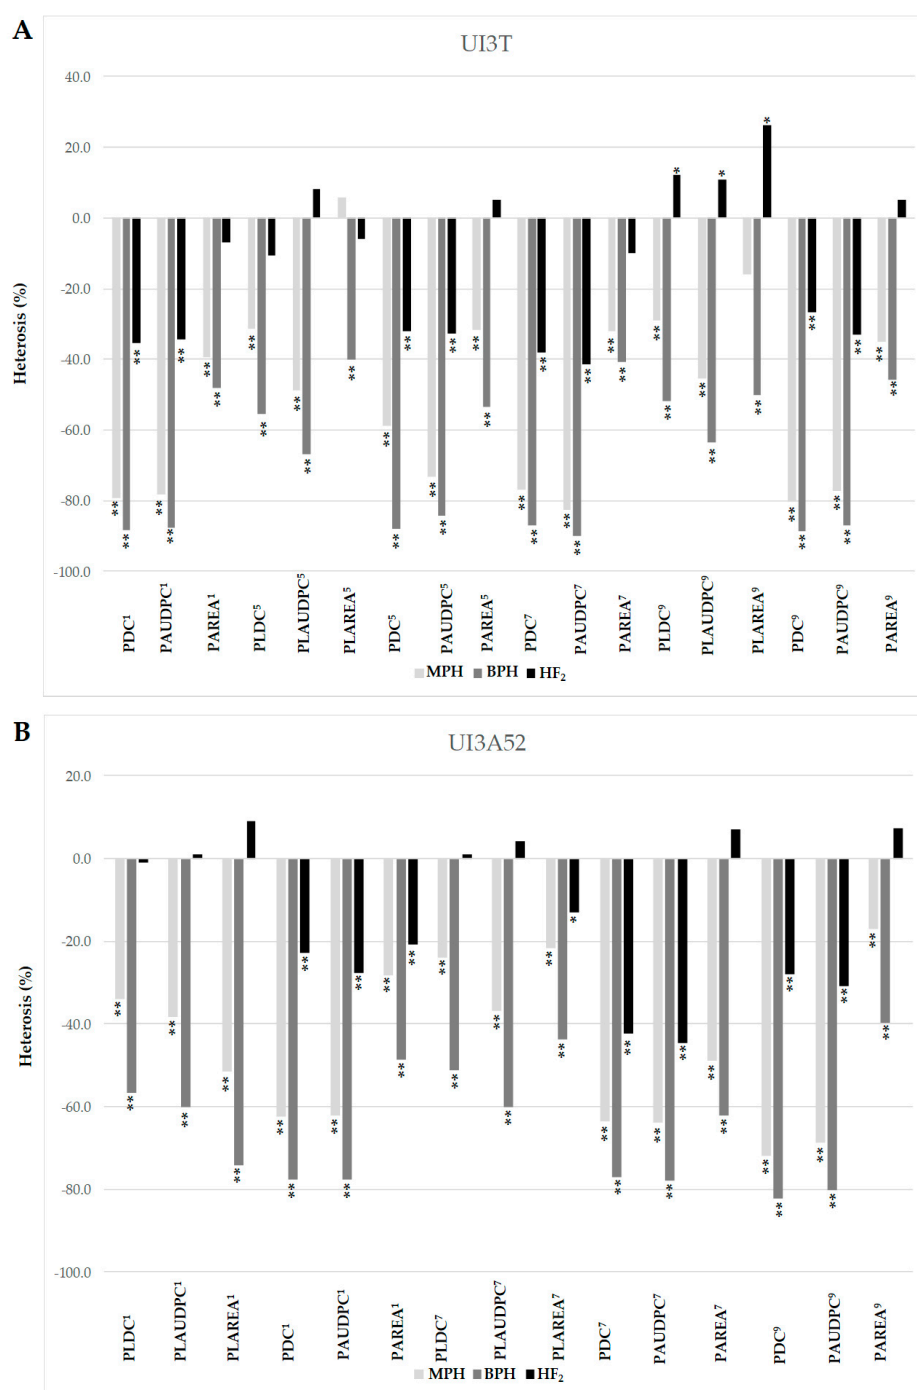 A
UI3T
40.0
20.0
0.0
-20.0
-40.0
-60.0
-80.0
-100.0
Heterosis (%)
** ** ** ** ** ** ** ** ** ** ** ** ** ** ** ** ** ** ** ** ** ** ** ** ** ** ** ** * ** ** * ** * ** ** ** ** ** ** ** **
PDC¹ PAUDPC¹ PAREA¹ PLDC⁵ PLAUDPC⁵ PLAREA⁵ PDC⁵ PAUDPC⁵ PAREA⁵ PDC⁷ PAUDPC⁷ PAREA⁷ PLDC⁹ PLAUDPC⁹ PLAREA⁹ PDC⁹ PAUDPC⁹ PAREA⁹
MPH BPH HF₂
B
UI3A52
20.0
0.0
-20.0
-40.0
-60.0
-80.0
-100.0
Heterosis (%)
** ** ** ** ** ** ** ** ** ** ** ** ** ** ** ** ** ** ** ** * ** ** ** ** ** ** ** ** ** ** ** ** ** ** ** **
PLDC¹ PLAUDPC¹ PLAREA¹ PDC¹ PAUDPC¹ PAREA¹ PLDC⁷ PLAUDPC⁷ PLAREA⁷ PDC⁷ PAUDPC⁷ PAREA⁷ PDC⁹ PAUDPC⁹ PAREA⁹
MPH BPH HF₂